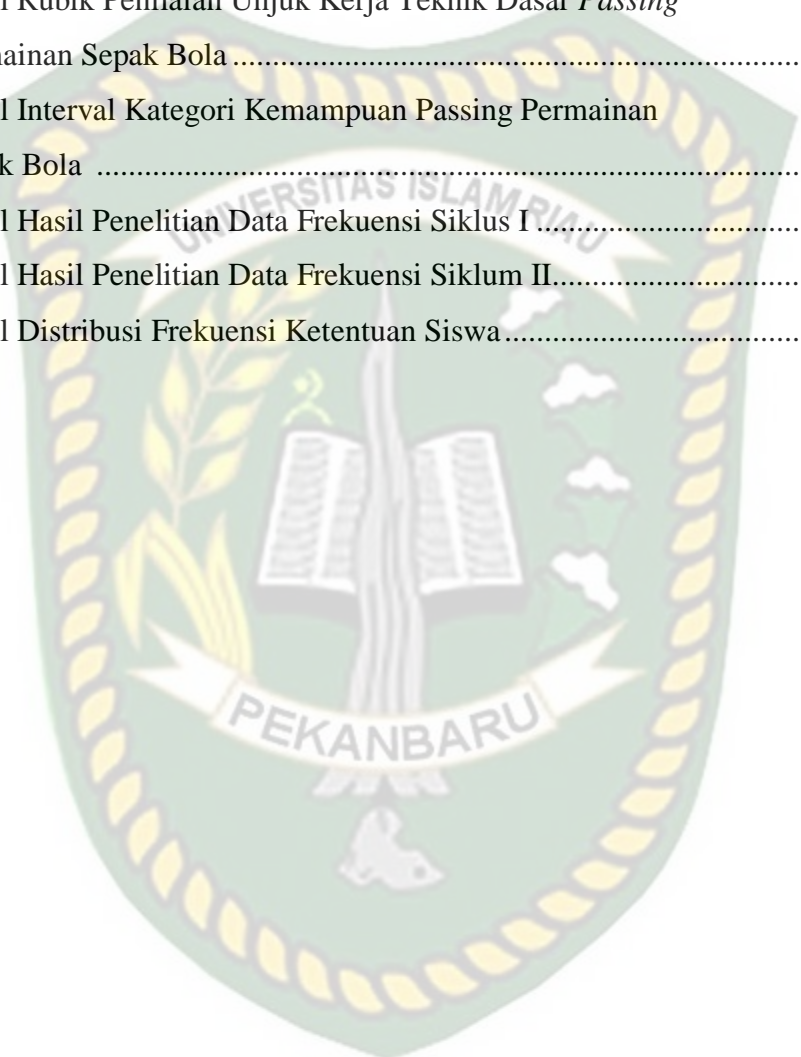 l Rubik Penilaian Unjuk Kerja Teknik Dasar Passing
mainan Sepak Bola ........................................................................
l Interval Kategori Kemampuan Passing Permainan
k Bola ........................................................................................
l Hasil Penelitian Data Frekuensi Siklus I .................................
l Hasil Penelitian Data Frekuensi Siklum II...............................
l Distribusi Frekuensi Ketentuan Siswa.....................................
UNIVERSITAS ISLAM RIAU
PEKANBARU